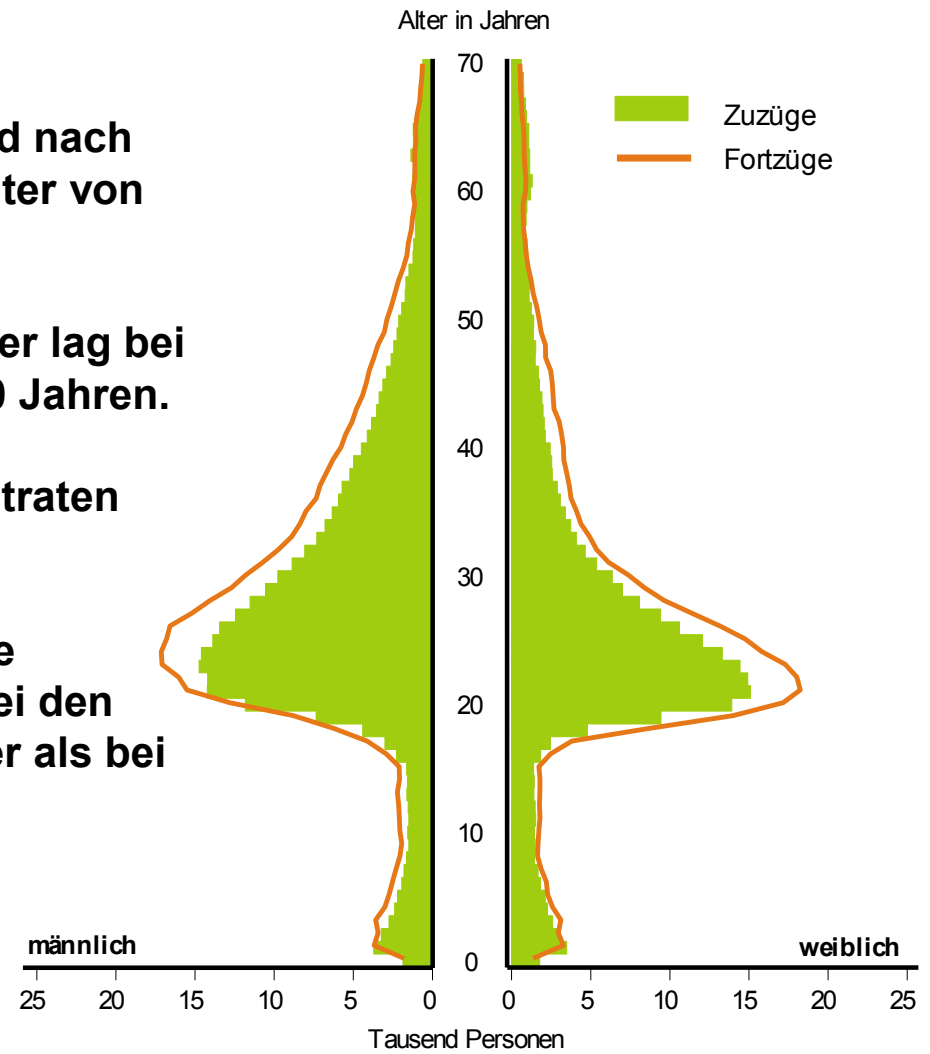 Alter in Jahren
d nach
ter von
er lag bei
0 Jahren.
traten
e
ei den
er als bei
Zuzüge
Fortzüge
70
60
50
40
30
20
10
0
männlich
weiblich
25 20 15 10 5 0 0 5 10 15 20 25
Tausend Personen